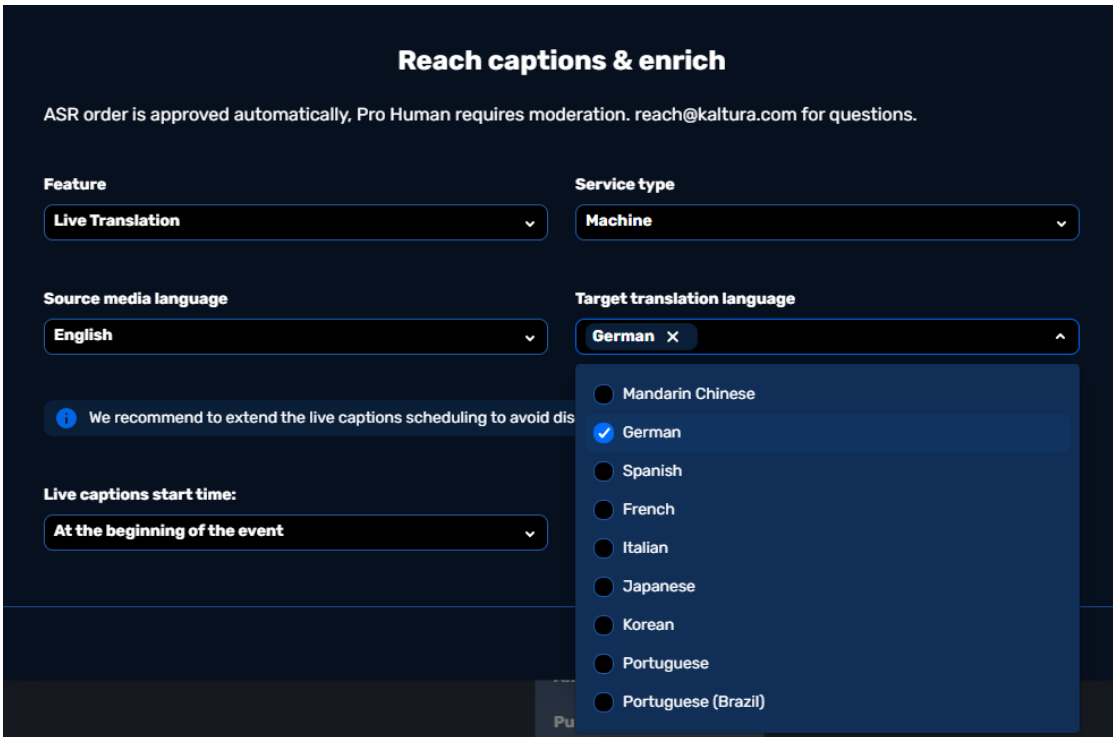 Reach captions & enrich
ASR order is approved automatically, Pro Human requires moderation. reach@kaltura.com for questions.
Feature
Live Translation
Service type
Machine
Source media language
English
Target translation language
German
We recommend to extend the live captions scheduling to avoid dis
Mandarin Chinese
German
Spanish
French
Italian
Japanese
Korean
Portuguese
Portuguese (Brazil)
Live captions start time:
At the beginning of the event
Pu